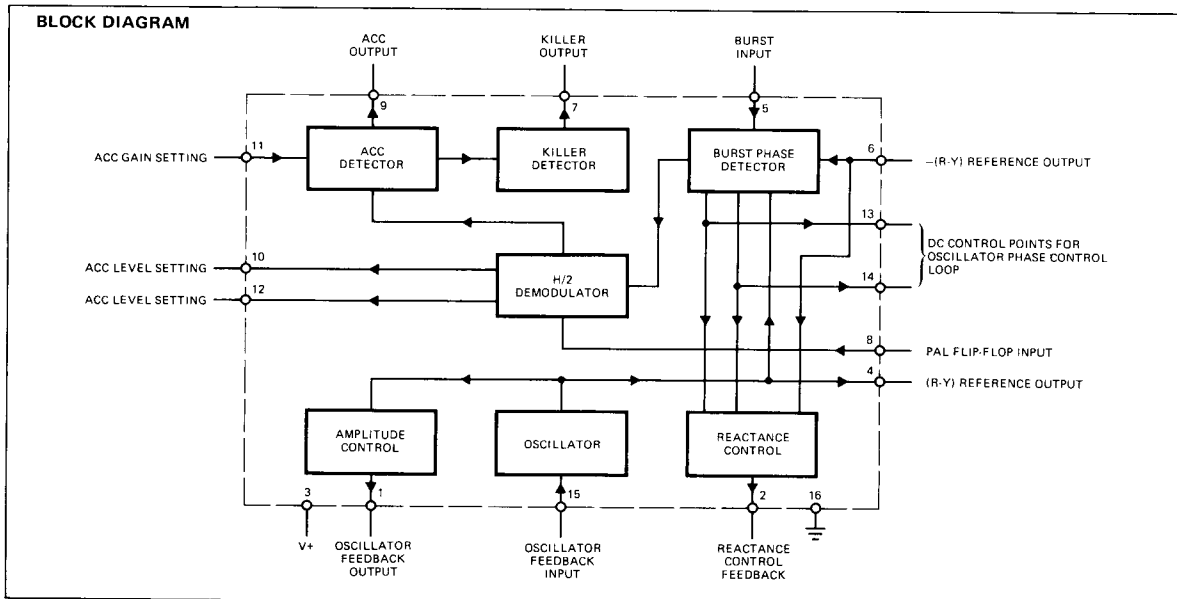 BLOCK DIAGRAM
ACC
OUTPUT
KILLER
OUTPUT
BURST
INPUT
9
7
5
ACC GAIN SETTING
11
ACC
DETECTOR
KILLER
DETECTOR
BURST PHASE
DETECTOR
6
–(R-Y) REFERENCE OUTPUT
13
DC CONTROL POINTS FOR
OSCILLATOR PHASE CONTROL
LOOP
14
ACC LEVEL SETTING
10
ACC LEVEL SETTING
12
H/2
DEMODULATOR
8
PAL FLIP-FLOP INPUT
4
(R-Y) REFERENCE OUTPUT
AMPLITUDE
CONTROL
OSCILLATOR
REACTANCE
CONTROL
3
1
15
2
16
V+
OSCILLATOR
FEEDBACK
OUTPUT
OSCILLATOR
FEEDBACK
INPUT
REACTANCE
CONTROL
FEEDBACK